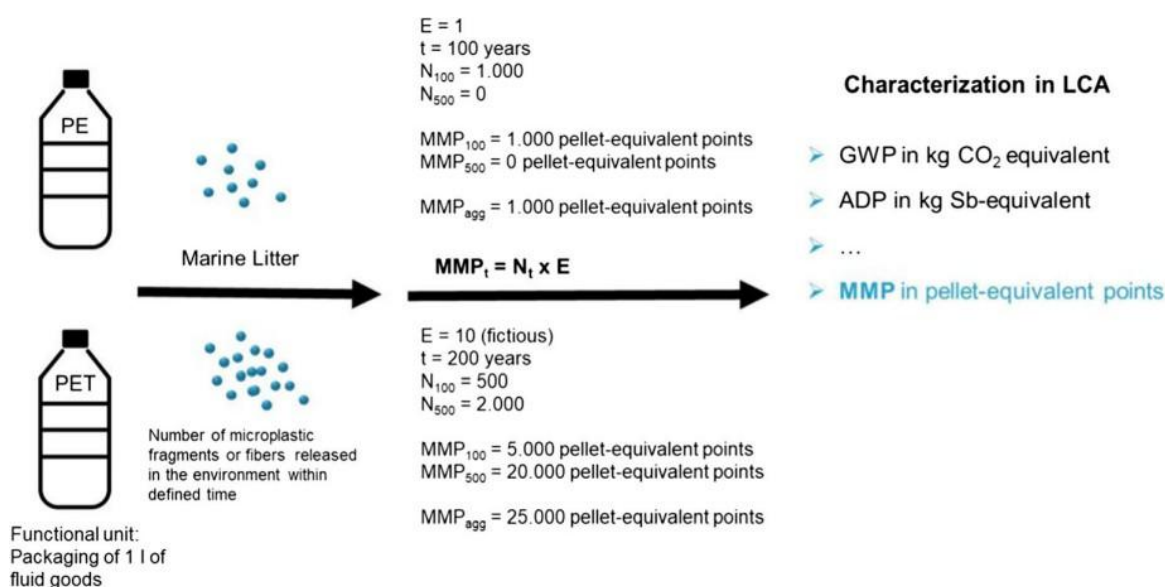 PE
Marine Litter
E = 1
t = 100 years
N100 = 1.000
N500 = 0
MMP100 = 1.000 pellet-equivalent points
MMP500 = 0 pellet-equivalent points
MMPagg = 1.000 pellet-equivalent points
MMPt = Nt x E
PET
Number of microplastic
fragments or fibers released
in the environment within
defined time
Functional unit:
Packaging of 1 l of
fluid goods
E = 10 (fictious)
t = 200 years
N100 = 500
N500 = 2.000
MMP100 = 5.000 pellet-equivalent points
MMP500 = 20.000 pellet-equivalent points
MMPagg = 25.000 pellet-equivalent points
Characterization in LCA
➢ GWP in kg CO2 equivalent
➢ ADP in kg Sb-equivalent
➢ ...
➢ MMP in pellet-equivalent points